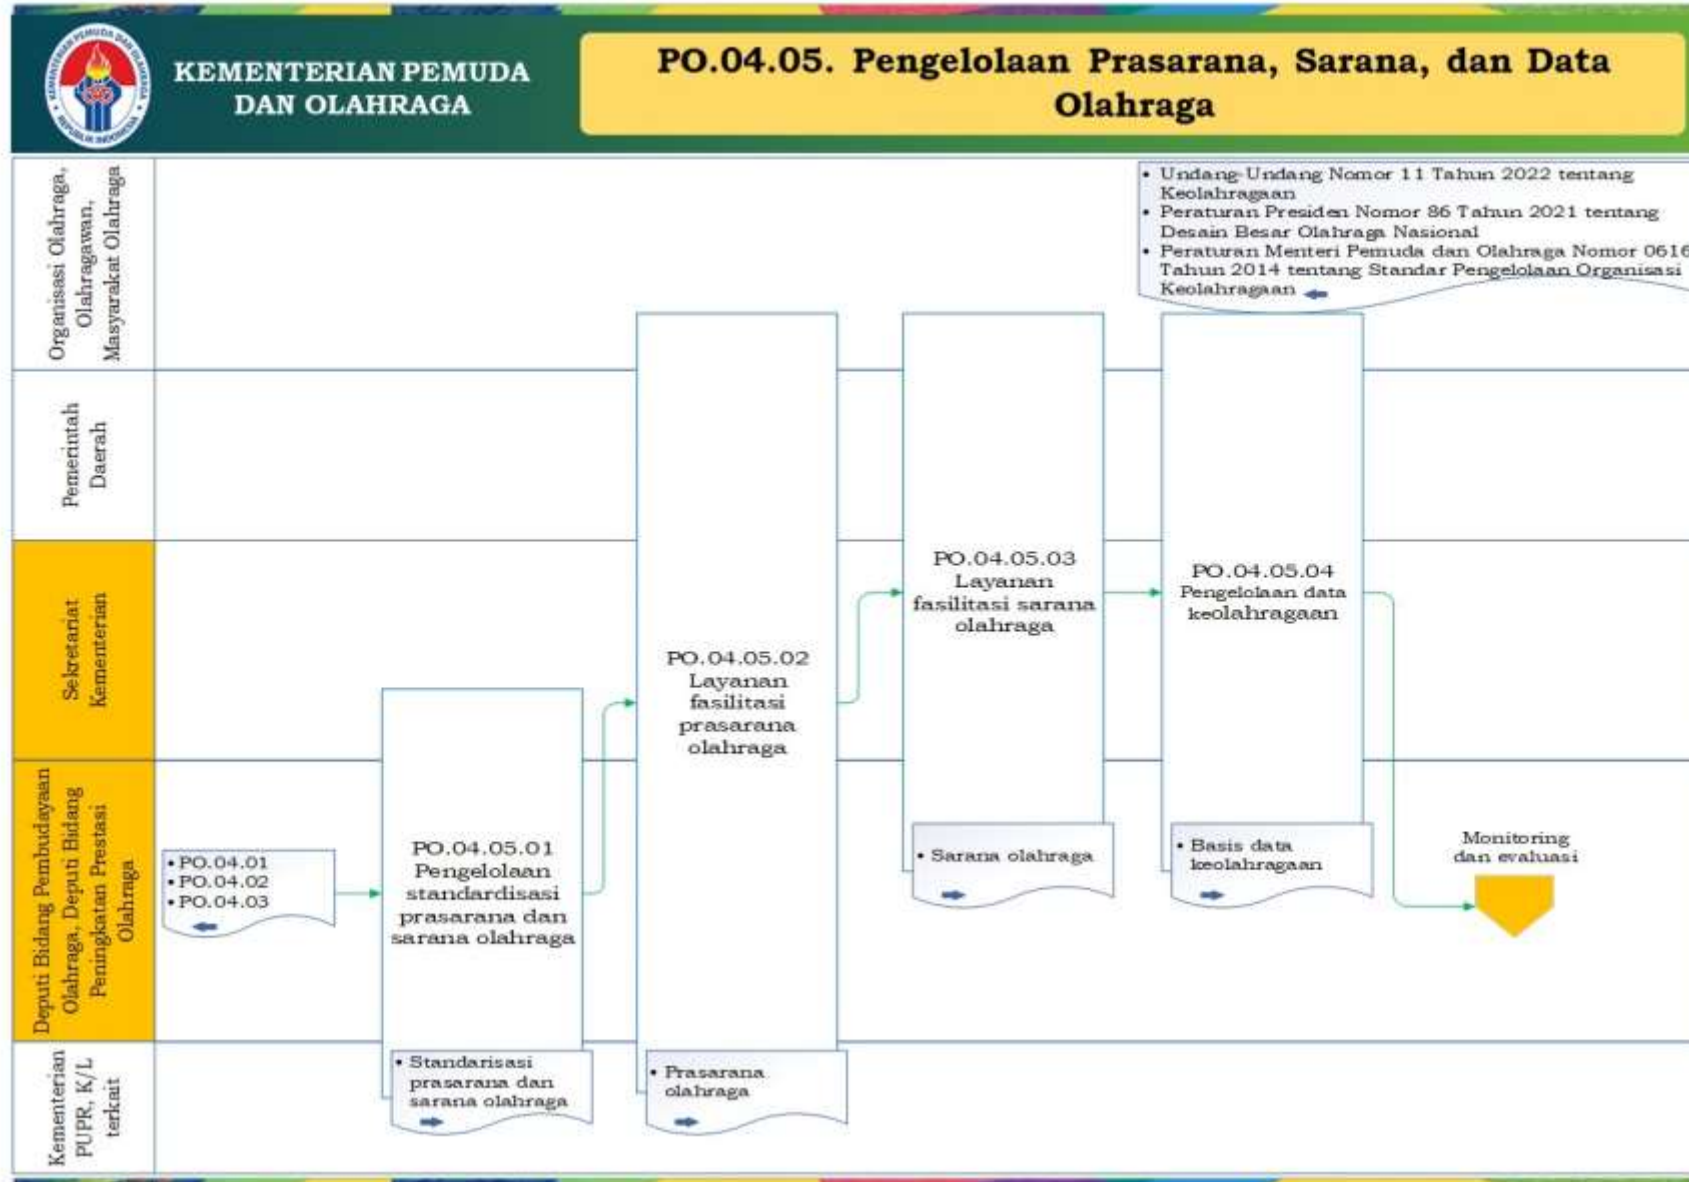 KEMENTERIAN PEMUDA DAN OLAHRAGA
REPUBLIK INDONESIA
KEMENTERIAN PEMUDA
DAN OLAHRAGA
PO.04.05. Pengelolaan Prasarana, Sarana, dan Data
Olahraga
Organisasi Olahraga,
Olahragawan,
Masyarakat Olahraga
• Undang-Undang Nomor 11 Tahun 2022 tentang
Keolahragaan
• Peraturan Presiden Nomor 86 Tahun 2021 tentang
Desain Besar Olahraga Nasional
• Peraturan Menteri Pemuda dan Olahraga Nomor 0616
Tahun 2014 tentang Standar Pengelolaan Organisasi
Keolahragaan
Pemerintah
Daerah
Sekretariat
Kementerian
Deputi Bidang Pembudayaan
Olahraga, Deputi Bidang
Peningkatan Prestasi
Olahraga
Kementerian
PUPR, K/L
terkait
• PO.04.01
• PO.04.02
• PO.04.03
PO.04.05.01
Pengelolaan
standardisasi
prasarana dan
sarana olahraga
• Standarisasi
prasarana dan
sarana olahraga
PO.04.05.02
Layanan
fasilitasi
prasarana
olahraga
• Prasarana
olahraga
PO.04.05.03
Layanan
fasilitasi sarana
olahraga
• Sarana olahraga
PO.04.05.04
Pengelolaan data
keolahragaan
• Basis data
keolahragaan
Monitoring
dan evaluasi